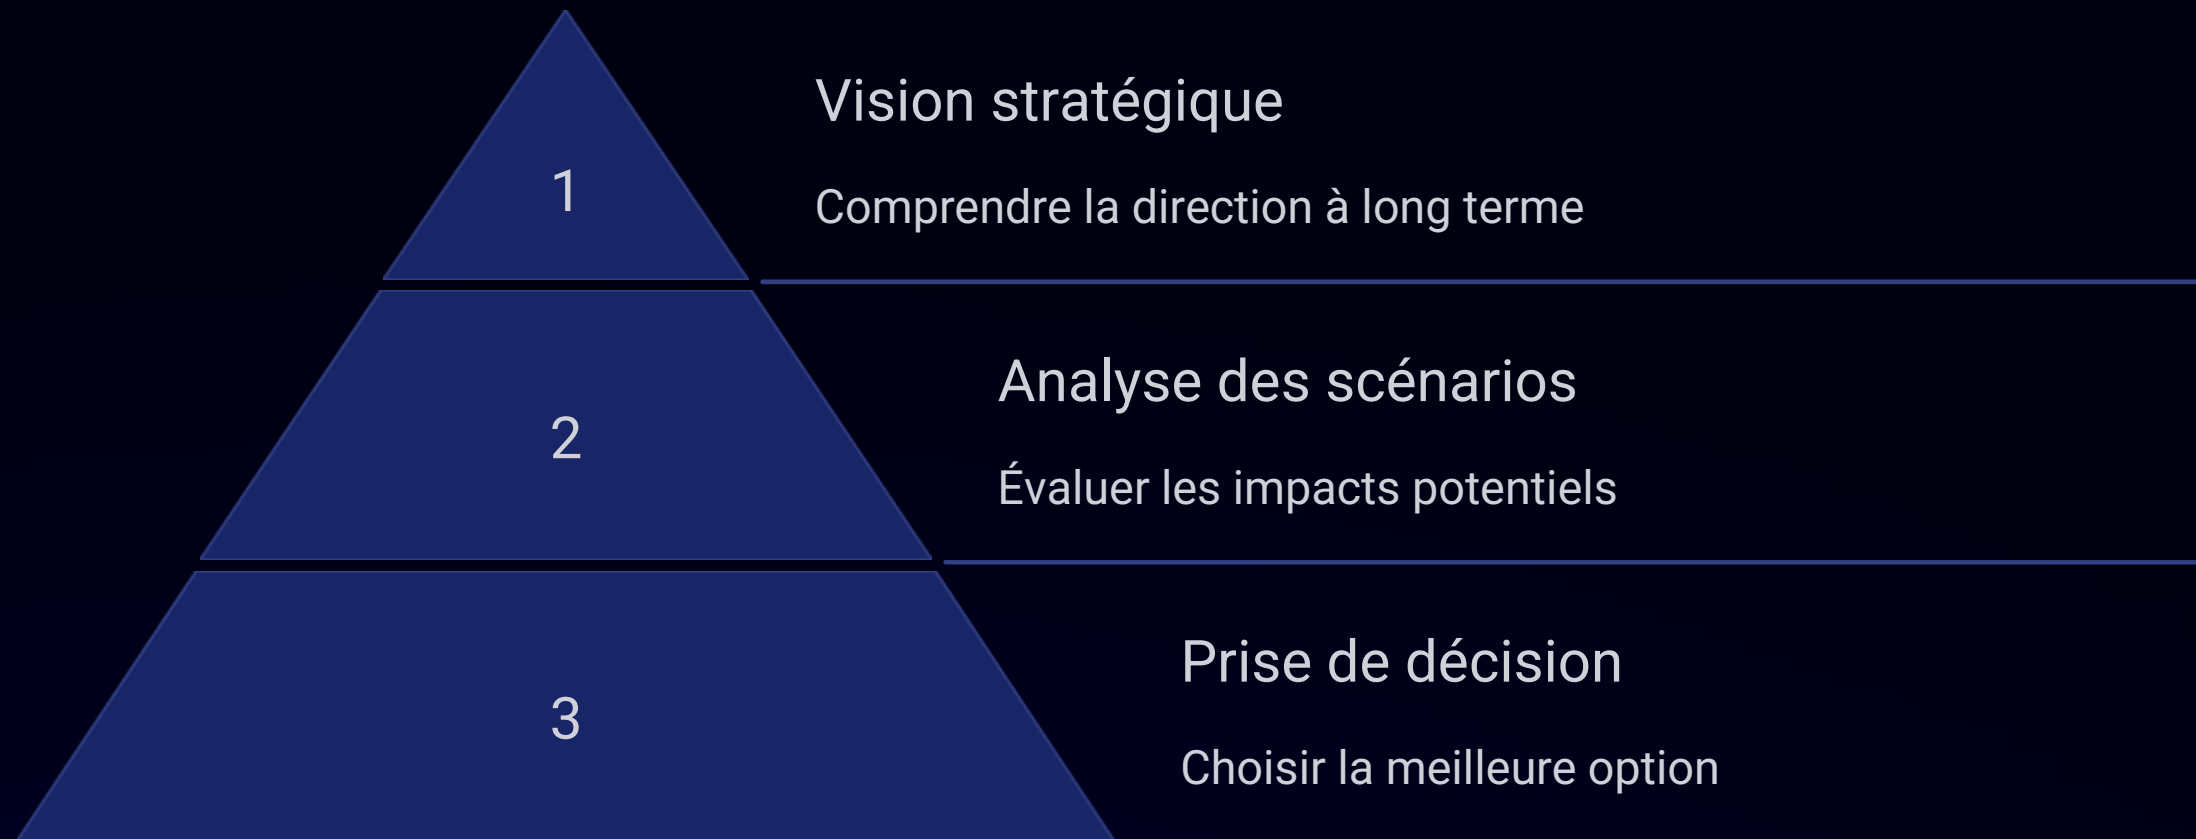 1
Vision stratégique
Comprendre la direction à long terme
2
Analyse des scénarios
Évaluer les impacts potentiels
3
Prise de décision
Choisir la meilleure option